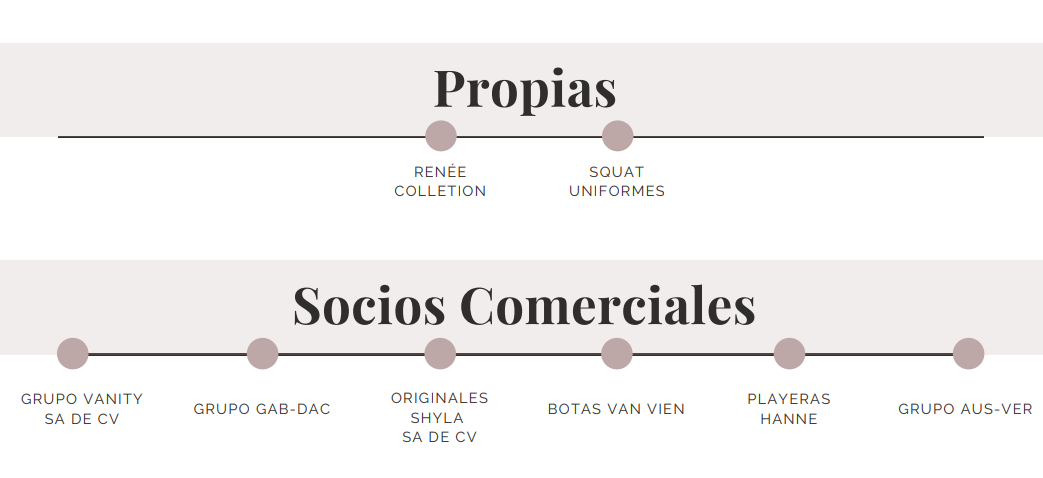 Propias
RENÉE
COLLETION
SQUAT
UNIFORMES
Socios Comerciales
GRUPO VANITY
SA DE CV
GRUPO GAB-DAC
ORIGINALES
SHYLA
SA DE CV
BOTAS VAN VIEN
PLAYERAS
HANNE
GRUPO AUS-VER